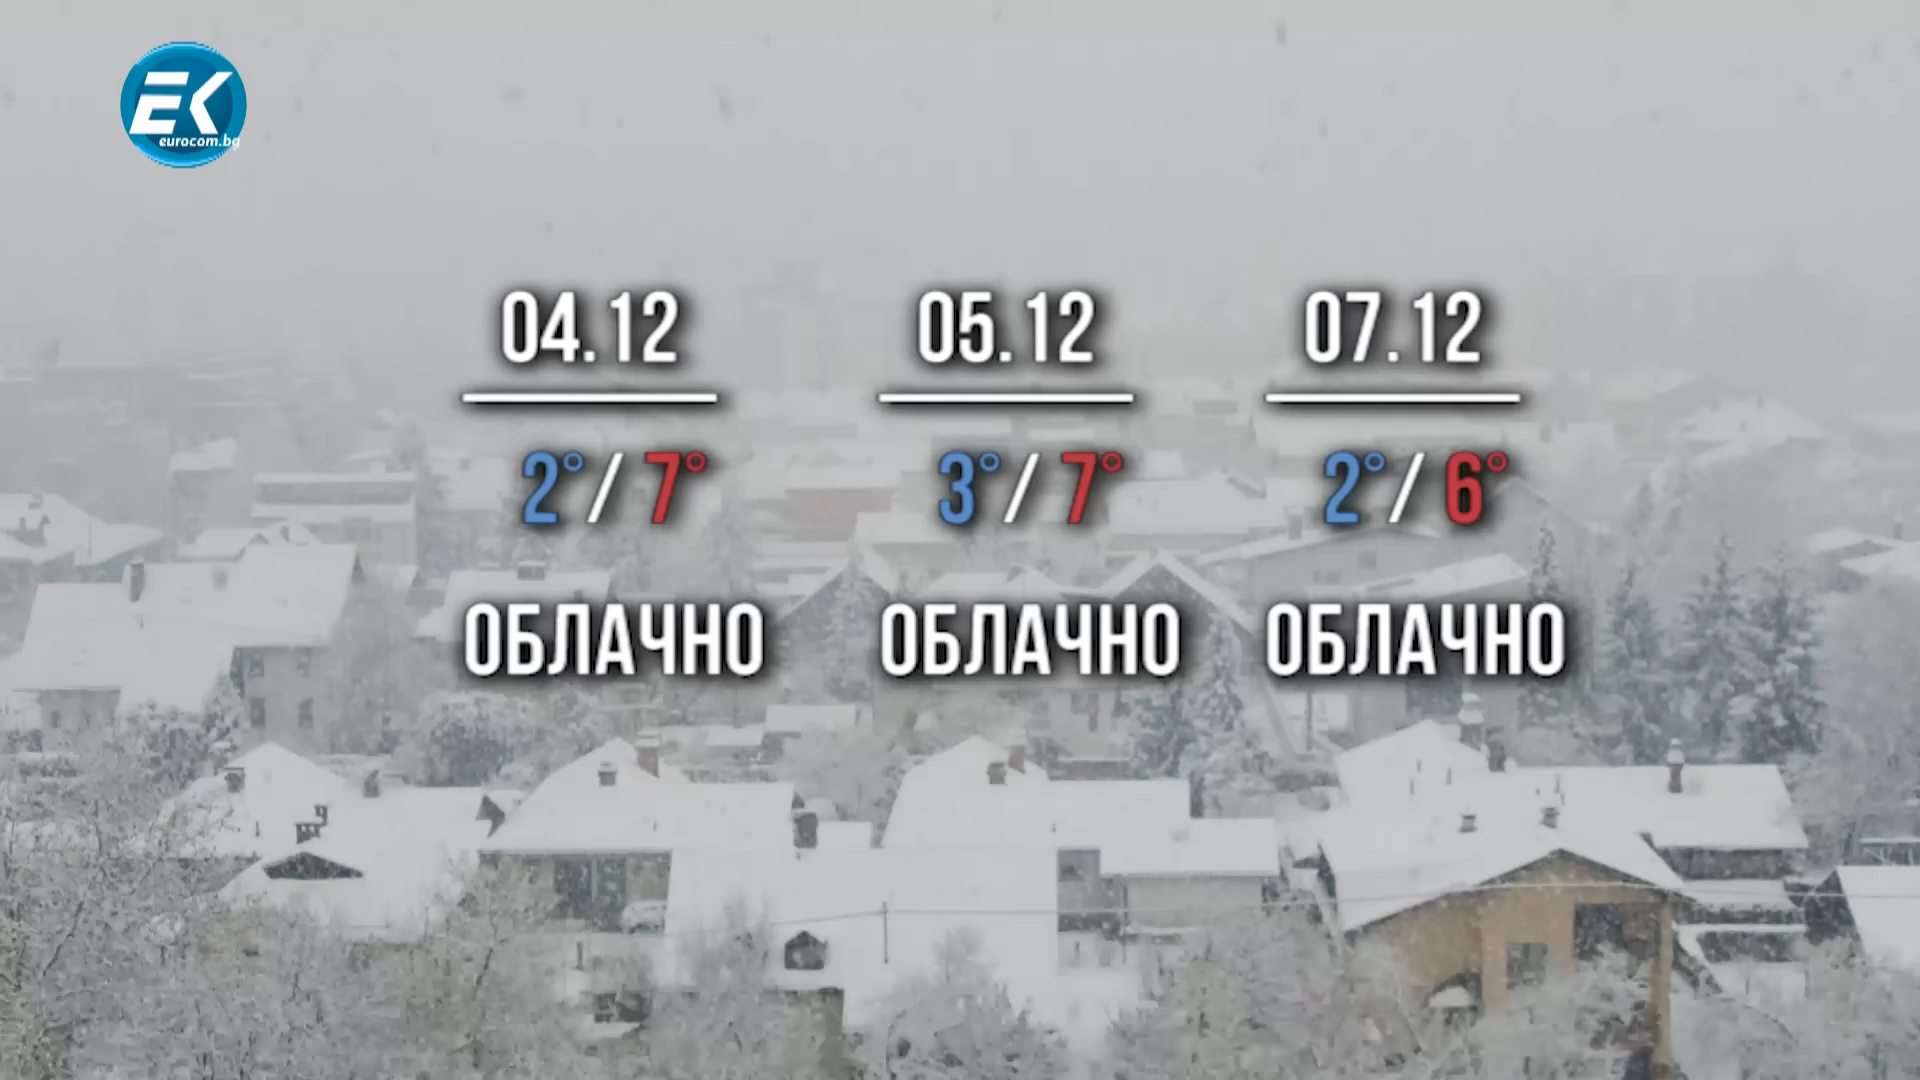 EK
eurocom.bg
04.12
2°/ 7°
ОБЛАЧНО
05.12
3°/ 7°
ОБЛАЧНО
07.12
2°/ 6°
ОБЛАЧНО